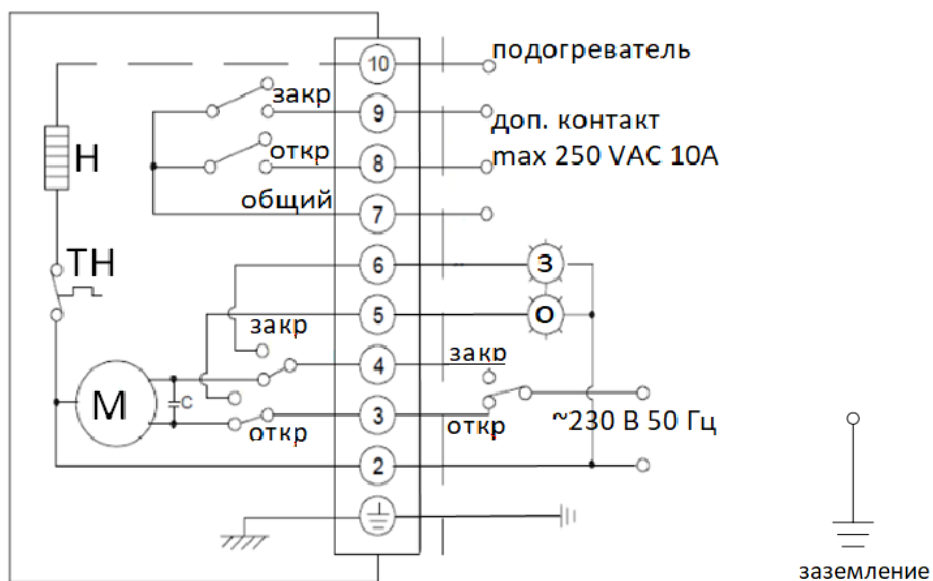 10 подогреватель
закр 9 доп. контакт
откр 8 max 250 VAC 10A
H
общий 7
TH 6 З
5 О
закр
4 закр
M C 3 ~230 В 50 Гц
откр откр
2
заземление